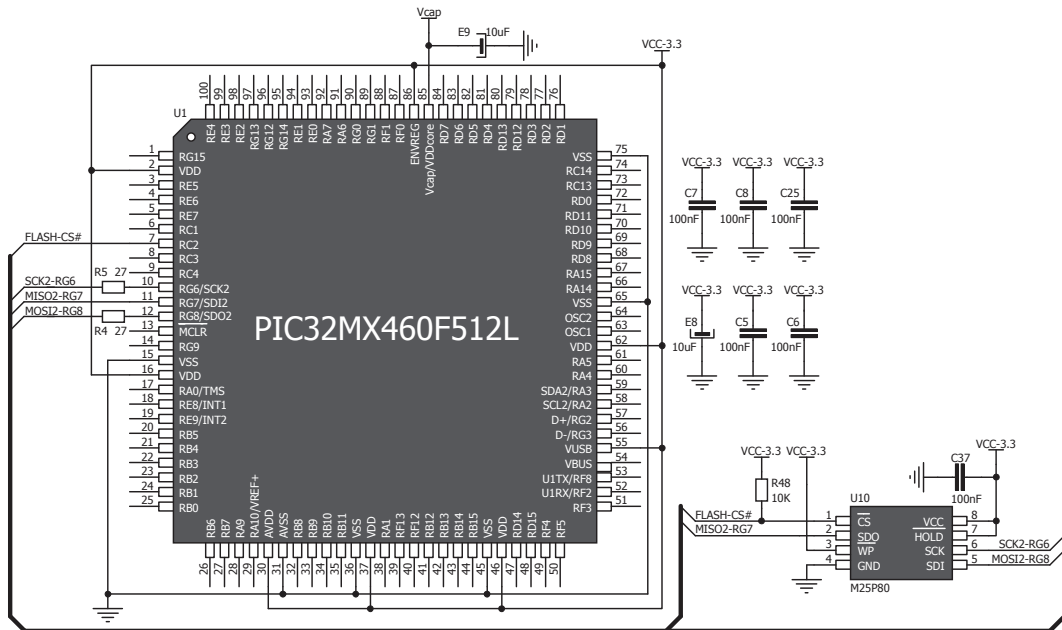 Vcap
E9
10uF
VCC-3.3
100
99
98
97
96
95
94
93
92
91
90
89
88
87
86
85
84
83
82
81
80
79
78
77
76
U1
RE4
RE3
RE2
RG13
RG12
RG14
RE1
RE0
RA7
RA6
RG0
RG1
RF1
RF0
ENVREG
Vcap/VDDcore
RD7
RD6
RD5
RD4
RD13
RD12
RD3
RD2
RD1
1 RG15
2 VDD
3 RE5
4 RE6
5 RE7
6 RC1
FLASH-CS# 7 RC2
8 RC3
9 RC4
SCK2-RG6 R5 27 10 RG6/SCK2
MISO2-RG7 11 RG7/SDI2
MOSI2-RG8 R4 27 12 RG8/SDO2
13 MCLR
14 RG9
15 VSS
16 VDD
17 RA0/TMS
18 RE8/INT1
19 RE9/INT2
20 RB5
21 RB4
22 RB3
23 RB2
24 RB1
25 RB0
PIC32MX460F512L
VSS 75
RC14 74
RC13 73
RD0 72
RD11 71
RD10 70
RD9 69
RD8 68
RA15 67
RA14 66
VSS 65
OSC2 64
OSC1 63
VDD 62
RA5 61
RA4 60
SDA2/RA3 59
SCL2/RA2 58
D+/RG2 57
D-/RG3 56
VUSB 55
VBUS 54
U1TX/RF8 53
U1RX/RF2 52
RF3 51
RB6
RB7
RA9
RA10/VREF+
AVDD
AVSS
RB8
RB9
RB10
RB11
VSS
VDD
RA1
RF13
RF12
RB12
RB13
RB14
RB15
VSS
VDD
RD14
RD15
RF4
RF5
26
27
28
29
30
31
32
33
34
35
36
37
38
39
40
41
42
43
44
45
46
47
48
49
50
VCC-3.3 VCC-3.3 VCC-3.3
C7 C8 C25
100nF 100nF 100nF
VCC-3.3 VCC-3.3 VCC-3.3
E8 C5 C6
10uF 100nF 100nF
VCC-3.3 VCC-3.3 VCC-3.3
C37
100nF
R48
10K
U10
FLASH-CS# 1 CS VCC 8
MISO2-RG7 2 SDO HOLD 7
3 WP SCK 6 SCK2-RG6
4 GND SDI 5 MOSI2-RG8
M25P80